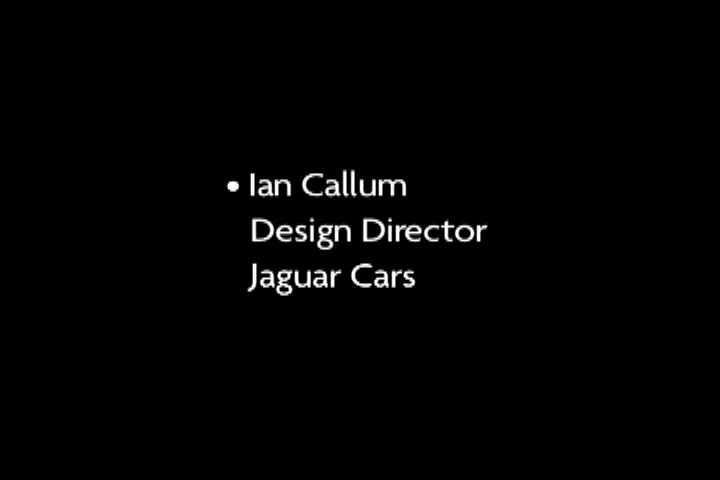 • Ian Callum
Design Director
Jaguar Cars